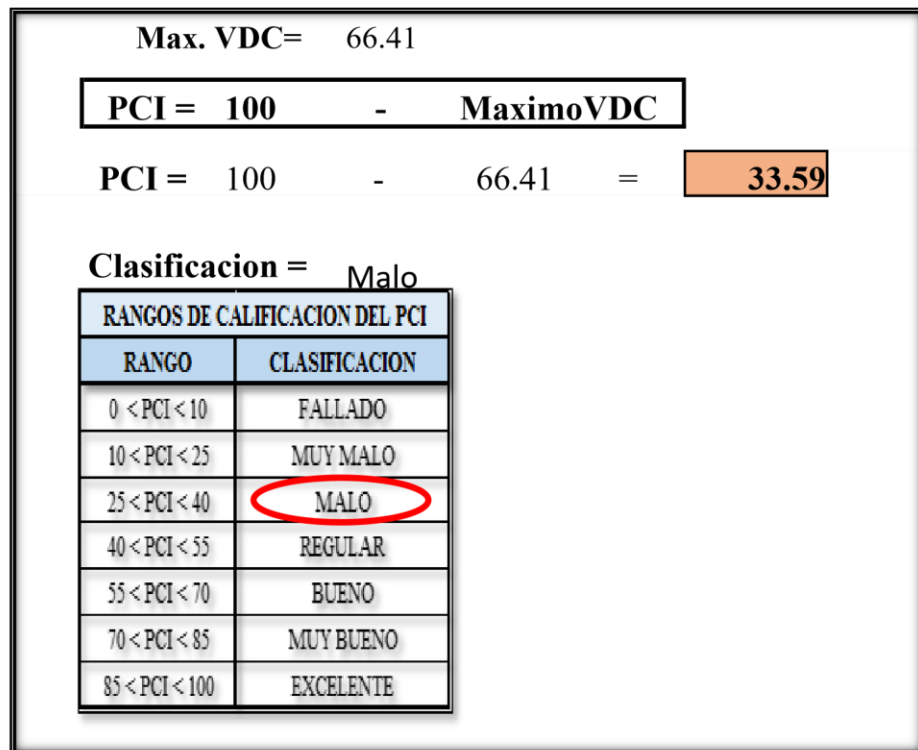 Max. VDC= 66.41
PCI = 100 - MaximoVDC
PCI = 100 - 66.41 = 33.59
Clasificacion = Malo
RANGOS DE CALIFICACION DEL PCI
RANGO CLASIFICACION
0 < PCI < 10 FALLADO
10 < PCI < 25 MUY MALO
25 < PCI < 40 MALO
40 < PCI < 55 REGULAR
55 < PCI < 70 BUENO
70 < PCI < 85 MUY BUENO
85 < PCI < 100 EXCELENTE